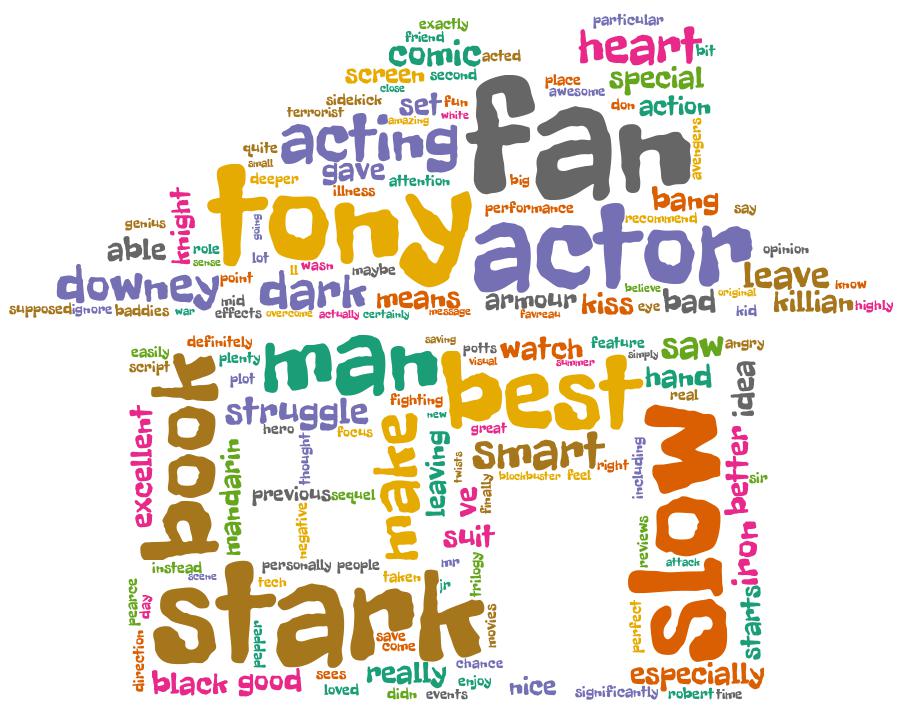 exactly
particular
friend
heart
bit
comic
acted
screen
second
special
close
place
awesome
don
action
sidekick
set
fun
fan
terrorist
amazing
white
acting
avengers
quite
small
gave
deeper
attention
big
illness
tony
knight
performance
bang
say
genius
going
recommend
actor
able
role
sense
lot
opinion
ll
wasn
maybe
downey
point
dark
believe
leave
know
means
armour
kiss
eye
bad
original
killian
highly
supposed
ignore
baddies
war
mid
effects
overcome
actually
certainly
message
favreau
kid
definitely
saving
easily
script
plenty
man
potts
visual
watch
summer
feature
simply
saw
angry
book
plot
best
hand
real
idea
fighting
struggle
new
hero
focus
great
excellent
mandarin
thought
make
leaving
twists
smart
right
blockbuster
feel
including
slow
better
sir
previous
sequel
ve
finally
negative
suit
reviews
iron
instead
scene
personally
people
mr
attack
tech
taken
jr
trilogy
stark
pearce
day
starts
direction
pepper
save
come
movies
perfect
black
good
sees
loved
really
chance
enjoy
especially
didn
events
nice
significantly
robert
time